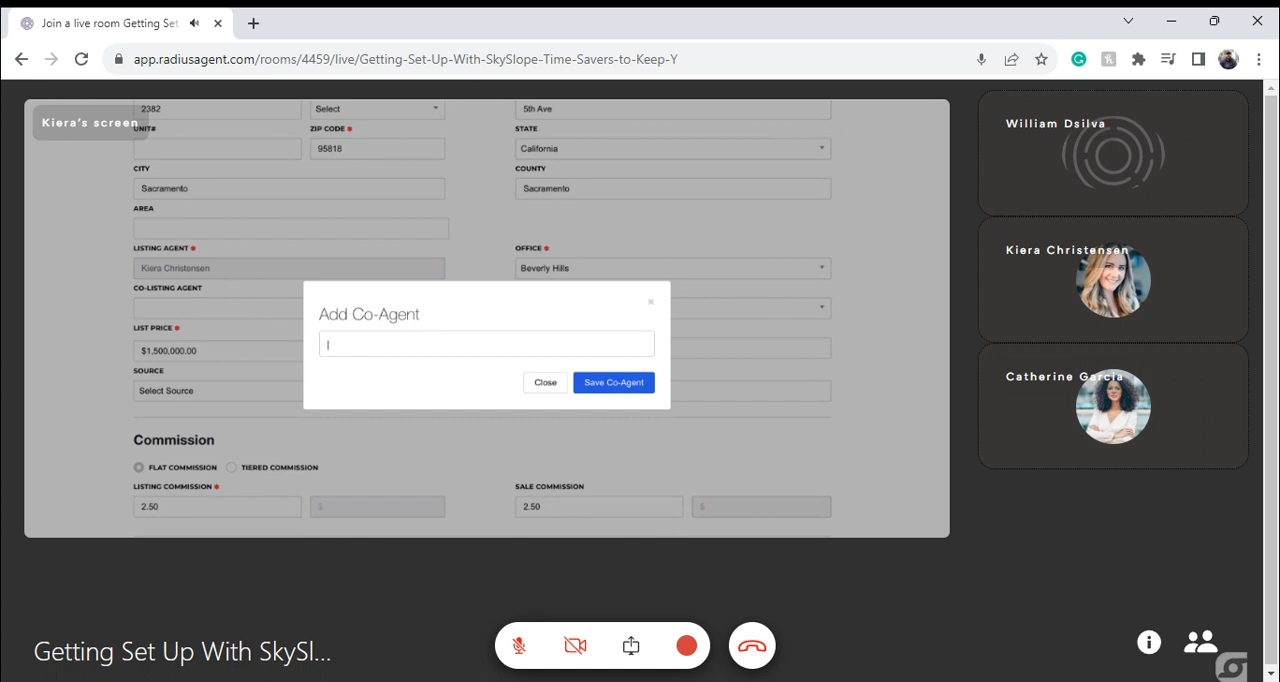 Join a live room Getting Set
app.radiusagent.com/rooms/4459/live/Getting-Set-Up-With-SkySlope-Time-Savers-to-Keep-Y
Kiera's screen
2382
Select
5th Ave
UNIT#
ZIP CODE *
STATE
95818
California
CITY
COUNTY
Sacramento
Sacramento
AREA
LISTING AGENT *
OFFICE *
Kiera Christensen
Beverly Hills
CO-LISTING AGENT
Add Co-Agent
LIST PRICE *
$1,500,000.00
SOURCE
Close
Save Co-Agent
Select Source
Commission
FLAT COMMISSION
TIERED COMMISSION
LISTING COMMISSION *
SALE COMMISSION
2.50
$
2.50
$
William Dsilva
Kiera Christensen
Catherine Garcia
Getting Set Up With SkySl...